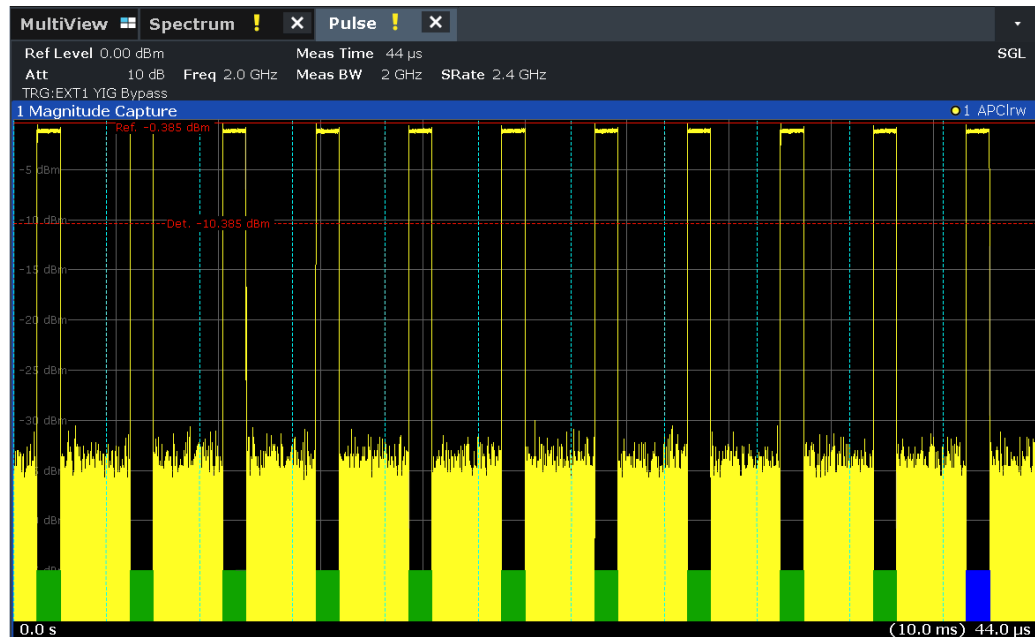 MultiView Spectrum ! X Pulse ! X
Ref Level 0.00 dBm Meas Time 44 µs SGL
Att 10 dB Freq 2.0 GHz Meas BW 2 GHz SRate 2.4 GHz
TRG:EXT1 YIG Bypass
1 Magnitude Capture 1 APClrw
Ref. -0.385 dBm
-5 dBm
-10 dBm
Det. -10.385 dBm
-15 dBm
-20 dBm
-25 dBm
-30 dBm
dBm
0.0 s (10.0 ms) 44.0 µs